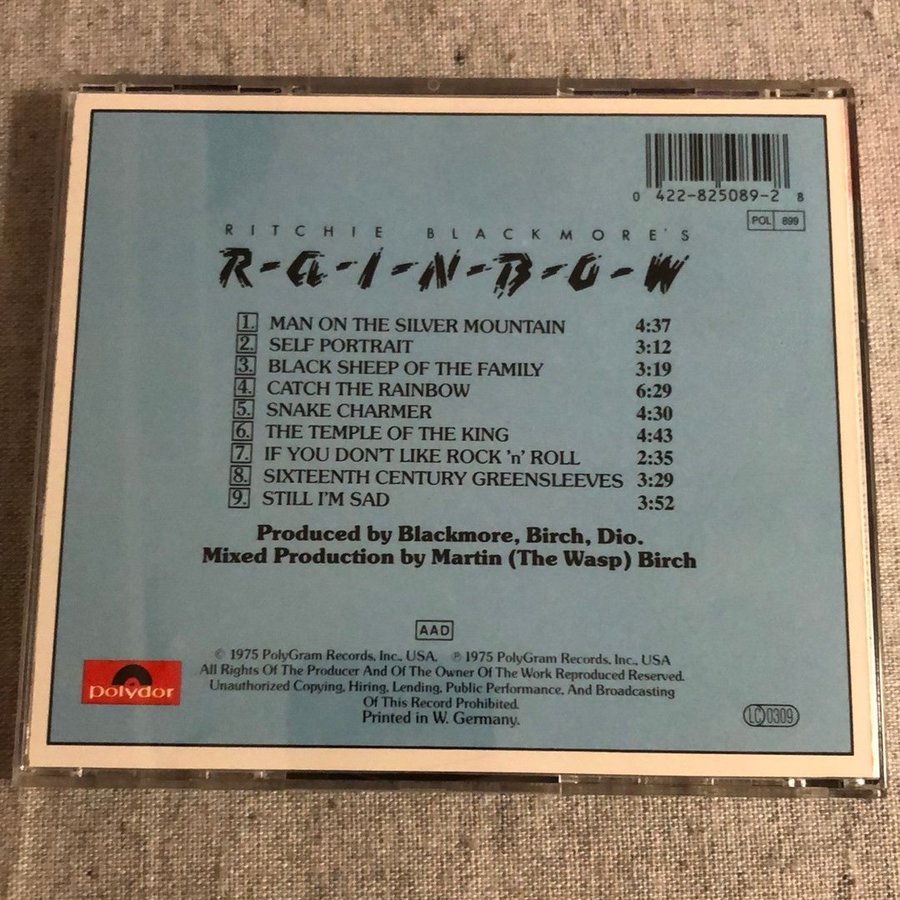 0 422-825089-2 8
POL 899
RITCHIE BLACKMORE'S
R-A-I-N-B-O-W
1. MAN ON THE SILVER MOUNTAIN 4:37
2. SELF PORTRAIT 3:12
3. BLACK SHEEP OF THE FAMILY 3:19
4. CATCH THE RAINBOW 6:29
5. SNAKE CHARMER 4:30
6. THE TEMPLE OF THE KING 4:43
7. IF YOU DON'T LIKE ROCK 'n' ROLL 2:35
8. SIXTEENTH CENTURY GREENSLEEVES 3:29
9. STILL I'M SAD 3:52
Produced by Blackmore, Birch, Dio.
Mixed Production by Martin (The Wasp) Birch
AAD
© 1975 PolyGram Records, Inc., USA. ℗ 1975 PolyGram Records, Inc., USA
All Rights Of The Producer And Of The Owner Of The Work Reproduced Reserved.
Unauthorized Copying, Hiring, Lending, Public Performance, And Broadcasting
Of This Record Prohibited.
Printed in W. Germany.
polydor
LC 0309